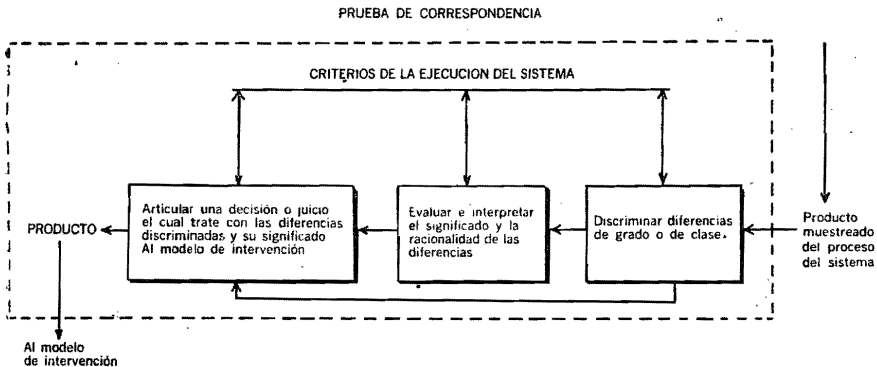 PRUEBA DE CORRESPONDENCIA
CRITERIOS DE LA EJECUCION DEL SISTEMA
PRODUCTO
Articular una decisión o juicio
el cual trate con las diferencias
discriminadas y su significado
Al modelo de intervención
Evaluar e interpretar
el significado y la
racionalidad de las
diferencias
Discriminar diferencias
de grado o de clase.
Producto
muestreado
del proceso
del sistema
Al modelo
de intervención